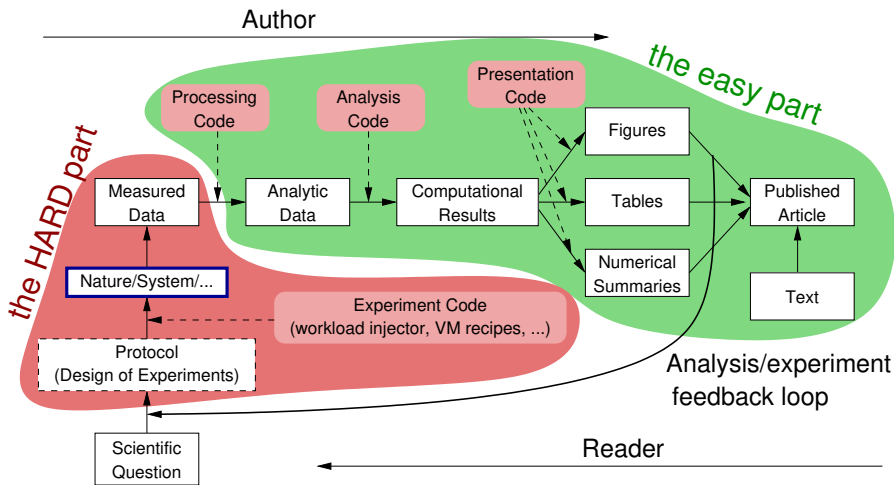 Author
the easy part
Presentation
Code
Processing
Code
Analysis
Code
Figures
the HARD part
Measured
Data
Analytic
Data
Computational
Results
Tables
Published
Article
Nature/System/...
Numerical
Summaries
Text
Experiment Code
(workload injector, VM recipes, ...)
Protocol
(Design of Experiments)
Analysis/experiment
feedback loop
Scientific
Question
Reader